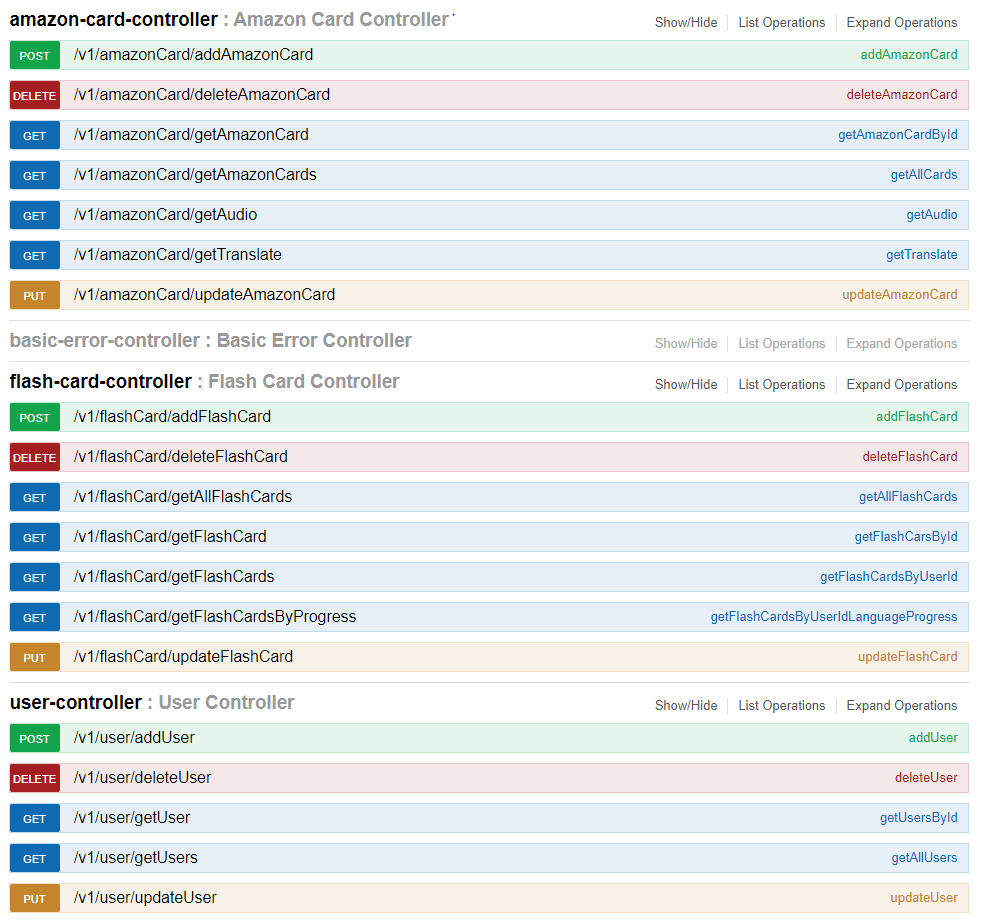 amazon-card-controller : Amazon Card Controller Show/Hide List Operations Expand Operations
POST /v1/amazonCard/addAmazonCard addAmazonCard
DELETE /v1/amazonCard/deleteAmazonCard deleteAmazonCard
GET /v1/amazonCard/getAmazonCard getAmazonCardById
GET /v1/amazonCard/getAmazonCards getAllCards
GET /v1/amazonCard/getAudio getAudio
GET /v1/amazonCard/getTranslate getTranslate
PUT /v1/amazonCard/updateAmazonCard updateAmazonCard
basic-error-controller : Basic Error Controller Show/Hide List Operations Expand Operations
flash-card-controller : Flash Card Controller Show/Hide List Operations Expand Operations
POST /v1/flashCard/addFlashCard addFlashCard
DELETE /v1/flashCard/deleteFlashCard deleteFlashCard
GET /v1/flashCard/getAllFlashCards getAllFlashCards
GET /v1/flashCard/getFlashCard getFlashCarsById
GET /v1/flashCard/getFlashCards getFlashCardsByUserId
GET /v1/flashCard/getFlashCardsByProgress getFlashCardsByUserIdLanguageProgress
PUT /v1/flashCard/updateFlashCard updateFlashCard
user-controller : User Controller Show/Hide List Operations Expand Operations
POST /v1/user/addUser addUser
DELETE /v1/user/deleteUser deleteUser
GET /v1/user/getUser getUsersById
GET /v1/user/getUsers getAllUsers
PUT /v1/user/updateUser updateUser